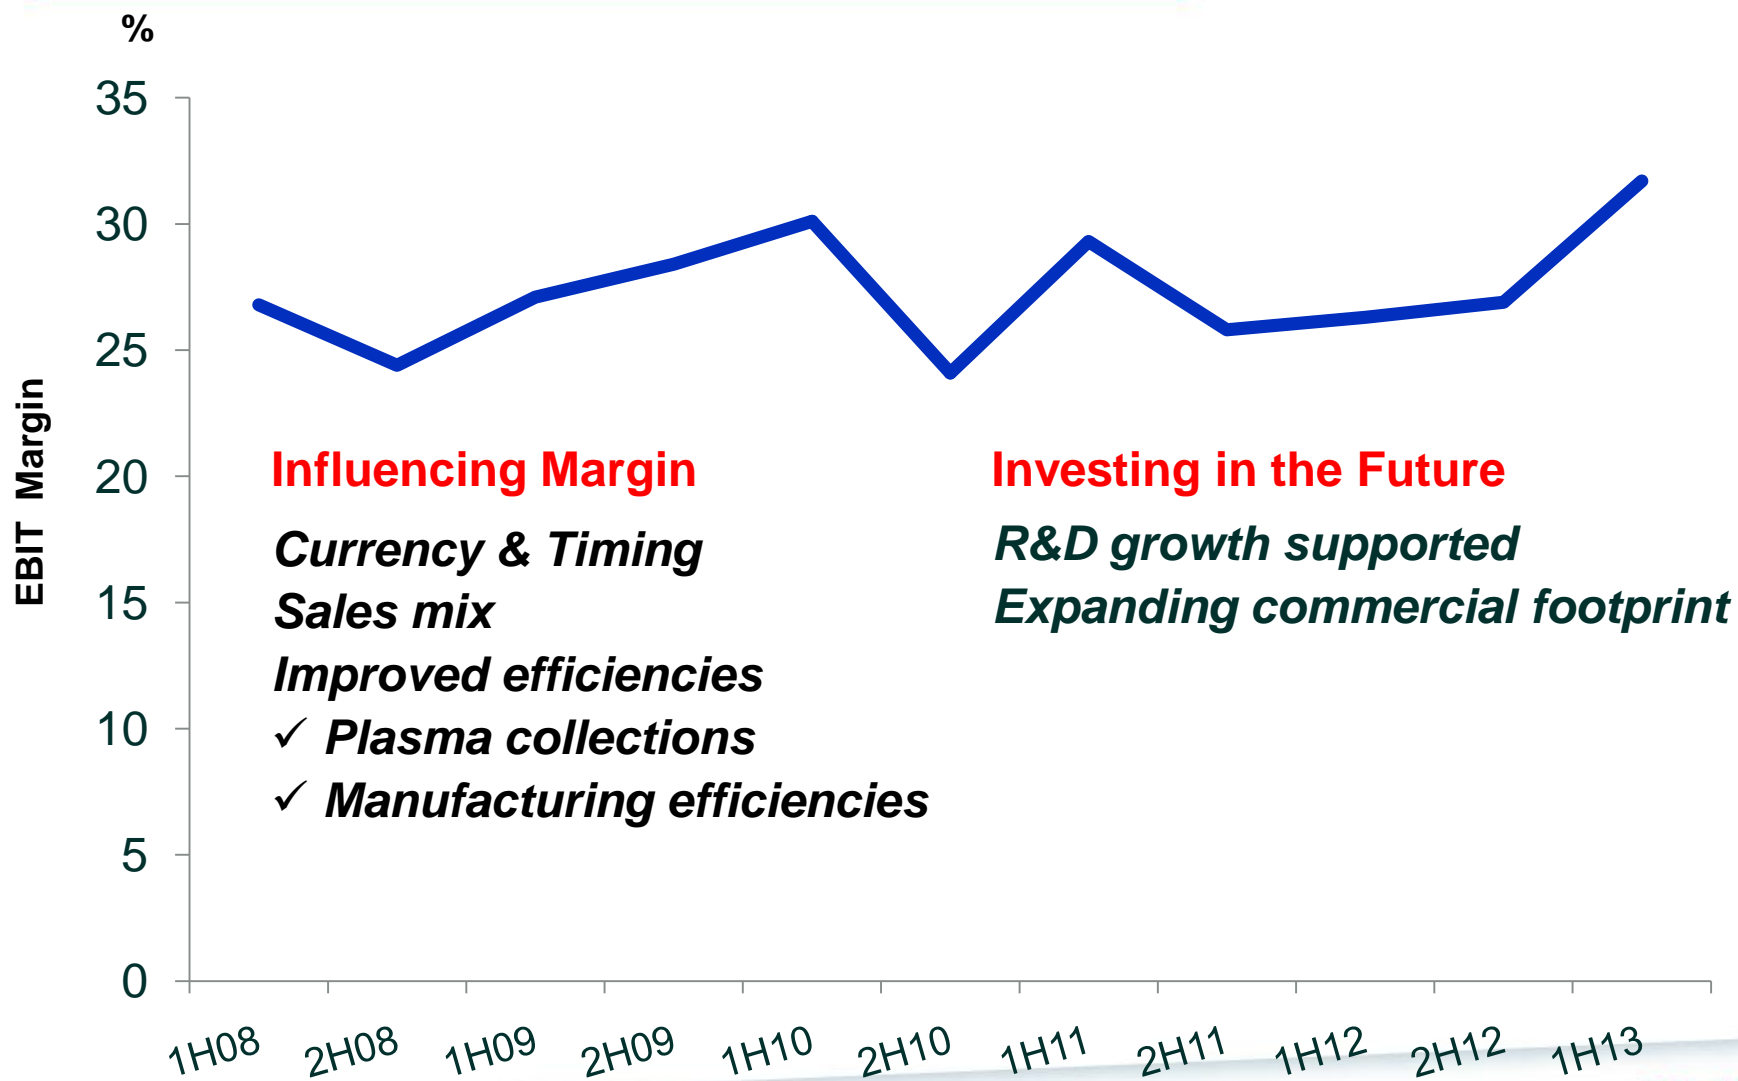 %
35
30
25
20
15
10
5
0
EBIT Margin
Influencing Margin
Currency & Timing
Sales mix
Improved efficiencies
✓ Plasma collections
✓ Manufacturing efficiencies
Investing in the Future
R&D growth supported
Expanding commercial footprint
1H08 2H08 1H09 2H09 1H10 2H10 1H11 2H11 1H12 2H12 1H13